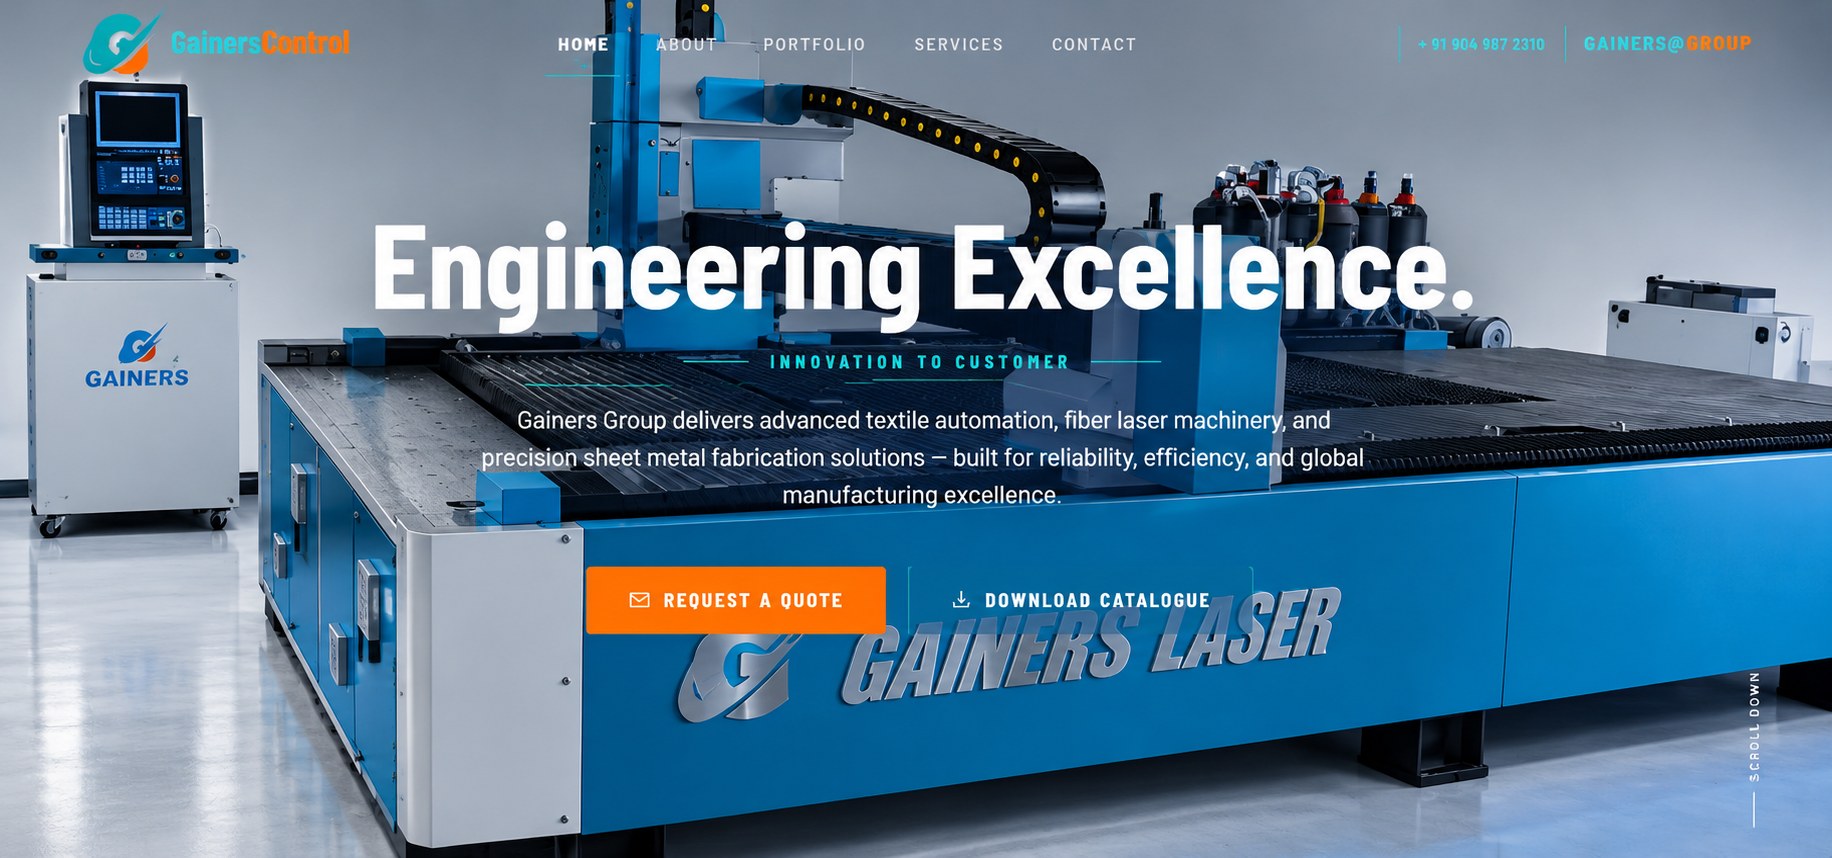 GainersControl
HOME
ABOUT
PORTFOLIO
SERVICES
CONTACT
+ 91 904 987 2310
GAINERS@GROUP
Engineering Excellence.
INNOVATION TO CUSTOMER
GAINERS
Gainers Group delivers advanced textile automation, fiber laser machinery, and
precision sheet metal fabrication solutions – built for reliability, efficiency, and global
manufacturing excellence.
REQUEST A QUOTE
DOWNLOAD CATALOGUE
GAINERS LASER
SCROLL DOWN